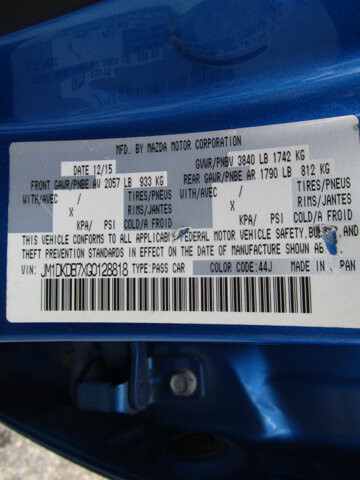 MFD. BY MAZDA MOTOR CORPORATION
DATE 12/15 GVWR/PNBV 3840 LB 1742 KG
FRONT GAWR/PNBE AV 2057 LB 933 KG REAR GAWR/PNBE AR 1790 LB 812 KG
WITH/AVEC / TIRES/PNEUS WITH/AVEC / TIRES/PNEUS
X RIMS/JANTES X RIMS/JANTES
KPA/ PSI COLD/A FROID KPA/ PSI COLD/A FROID
THIS VEHICLE CONFORMS TO ALL APPLICABLE FEDERAL MOTOR VEHICLE SAFETY, AND
THEFT PREVENTION STANDARDS IN EFFECT ON THE DATE OF MANUFACTURE SHOWN ABOVE.
VIN: JM1DKDB7XG0128818 TYPE:PASS CAR COLOR CODE:44J MADE IN JAPAN